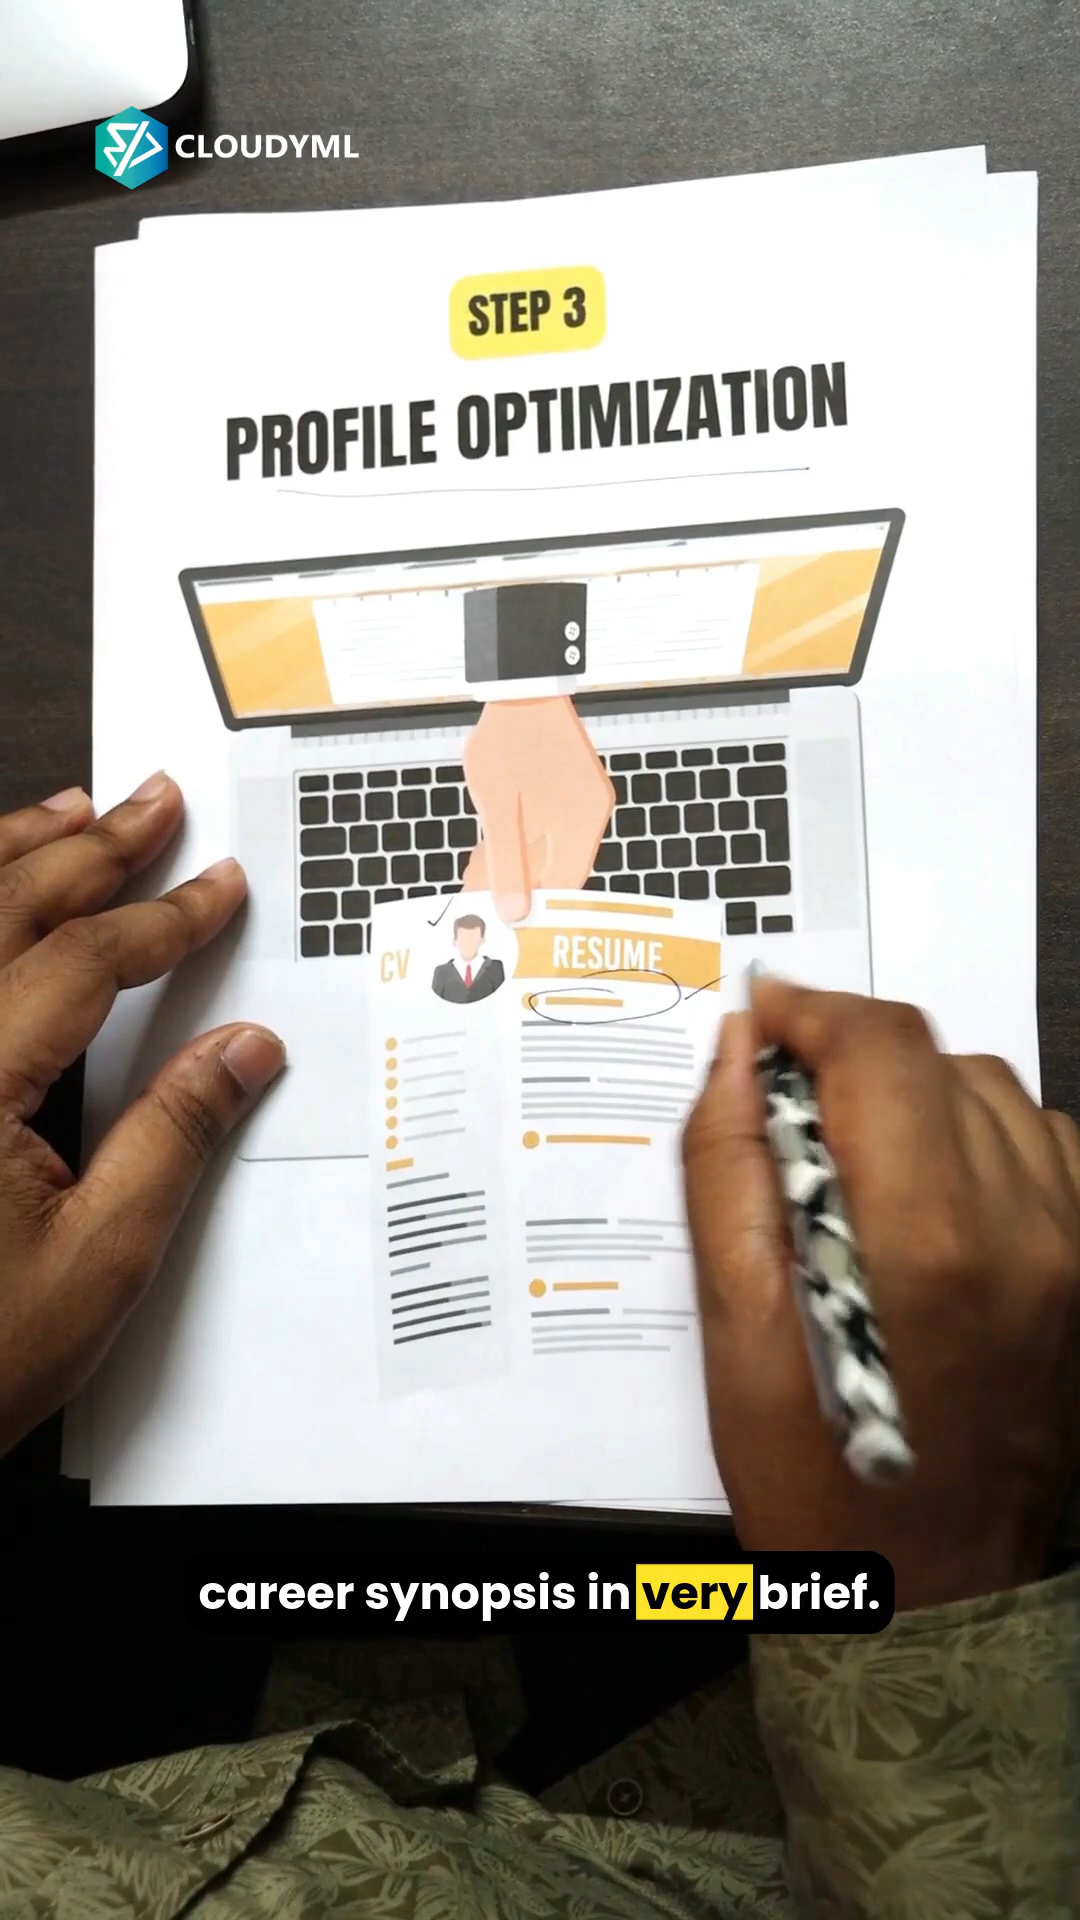 CLOUDYML
STEP 3
PROFILE OPTIMIZATION
CV
RESUME
career synopsis in very brief.